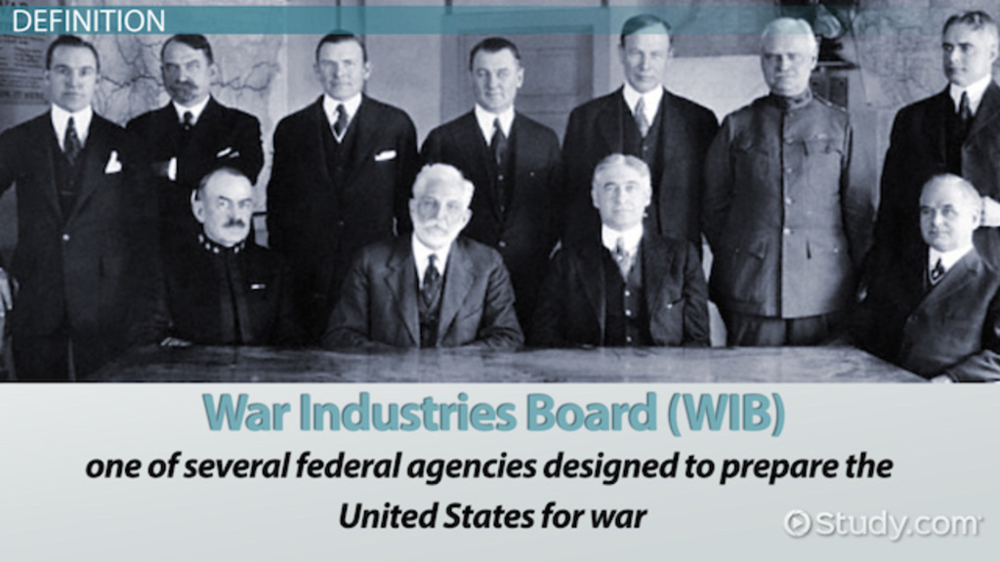 DEFINITION
War Industries Board (WIB)
one of several federal agencies designed to prepare the
United States for war
Study.com